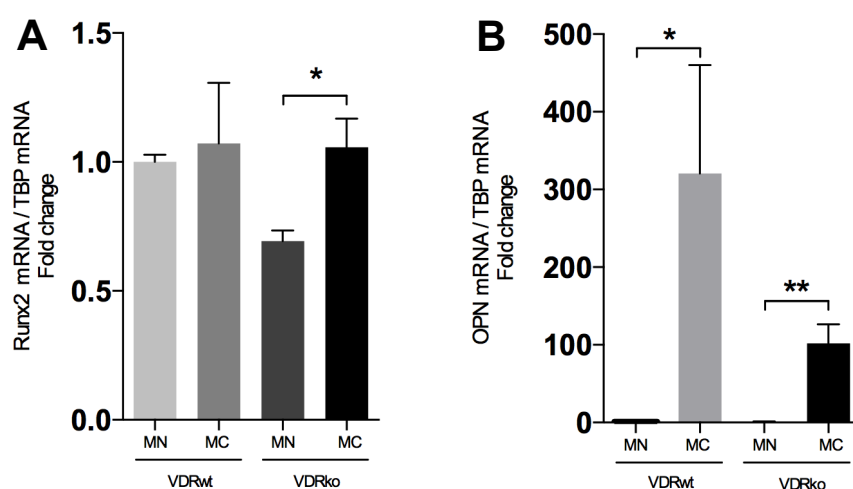 A
Runx2 mRNA / TBP mRNA
Fold change
1.5
1.0
0.5
0.0
*
MN
MC
MN
MC
VDRwt
VDRko
B
OPN mRNA / TBP mRNA
Fold change
500
400
300
200
100
0
*
**
MN
MC
MN
MC
VDRwt
VDRko